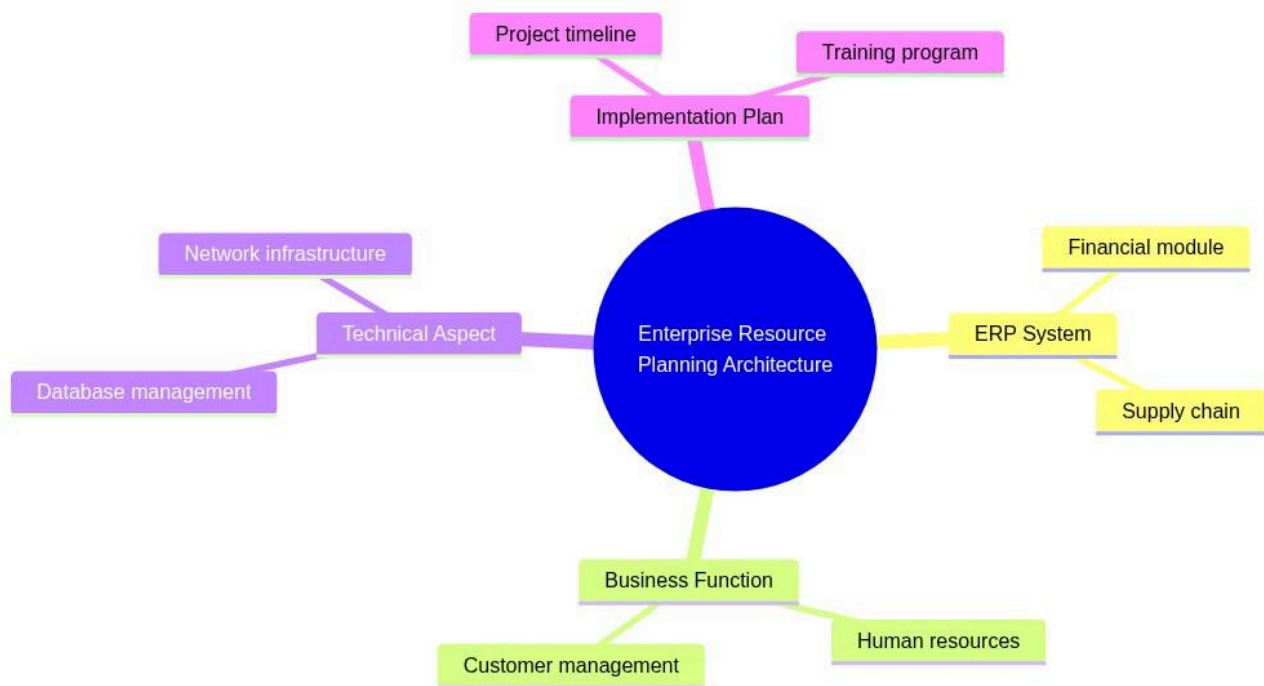 Project timeline
Training program
Implementation Plan
Network infrastructure
Financial module
Technical Aspect
Enterprise Resource
Planning Architecture
ERP System
Database management
Supply chain
Business Function
Human resources
Customer management